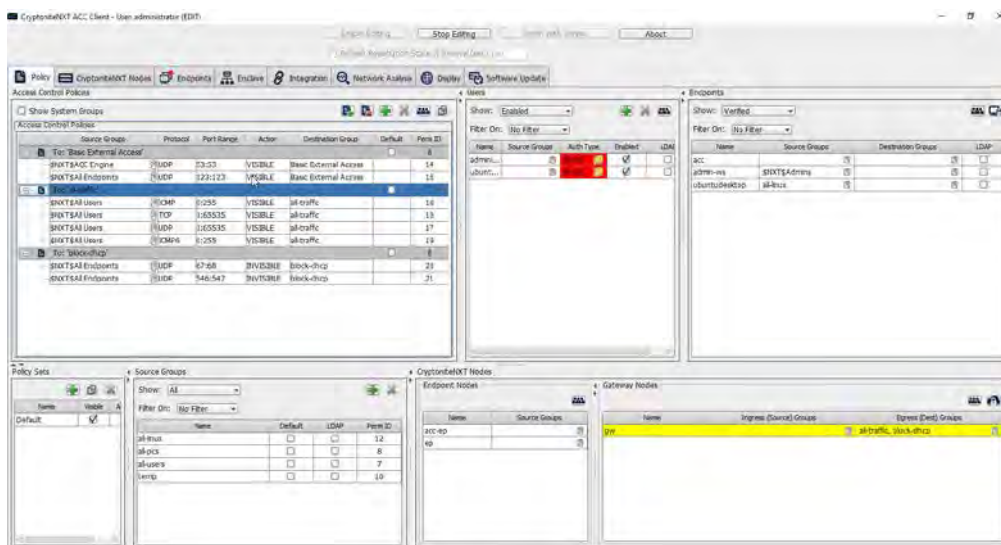 CryptoniteNXT ACC Client - User administrator (EDIT)
Stop Editing
About
Policy CryptoniteNXT Nodes Endpoints Enclave Integration Network Analysis Display Software Update
Access Control Policies
Show System Groups
Access Control Policies
Source Groups Protocol Port Range Action Destination Group Default Perm ID
To: 'Basic External Access' 6
$NXT$ACC Engine UDP 53:53 VISIBLE Basic External Access 14
$NXT$All Endpoints UDP 123:123 VISIBLE Basic External Access
To: 'all-traffic'
$NXT$All Users ICMP 0:255 VISIBLE all-traffic
$NXT$All Users TCP 1:65535 VISIBLE all-traffic
$NXT$All Users UDP 1:65535 VISIBLE all-traffic 17
$NXT$All Users ICMP6 0:255 VISIBLE all-traffic 19
To: 'block-dhcp'
$NXT$All Endpoints UDP 67:68 INVISIBLE block-dhcp
$NXT$All Endpoints UDP 546:547 INVISIBLE block-dhcp 21
Users
Show: Enabled
Filter On: No Filter
Name Source Groups Auth Type Enabled LDAP
admini...
ubunt...
Endpoints
Show: Verified
Filter On: No Filter
Name Source Groups Destination Groups LDAP
acc
admin-ws $NXT$Admins
ubuntudesktop all-linux
Policy Sets
Name Visible A
Default
Source Groups
Show: All
Filter On: No Filter
Name Default LDAP Perm ID
all-linux 12
all-pics 8
all-users 7
temp 10
CryptoniteNXT Nodes
Endpoint Nodes
Name Source Groups
acc-ep
ep
Gateway Nodes
Name Ingress (Source) Groups Egress (Dest) Groups
gw all-traffic, block-dhcp